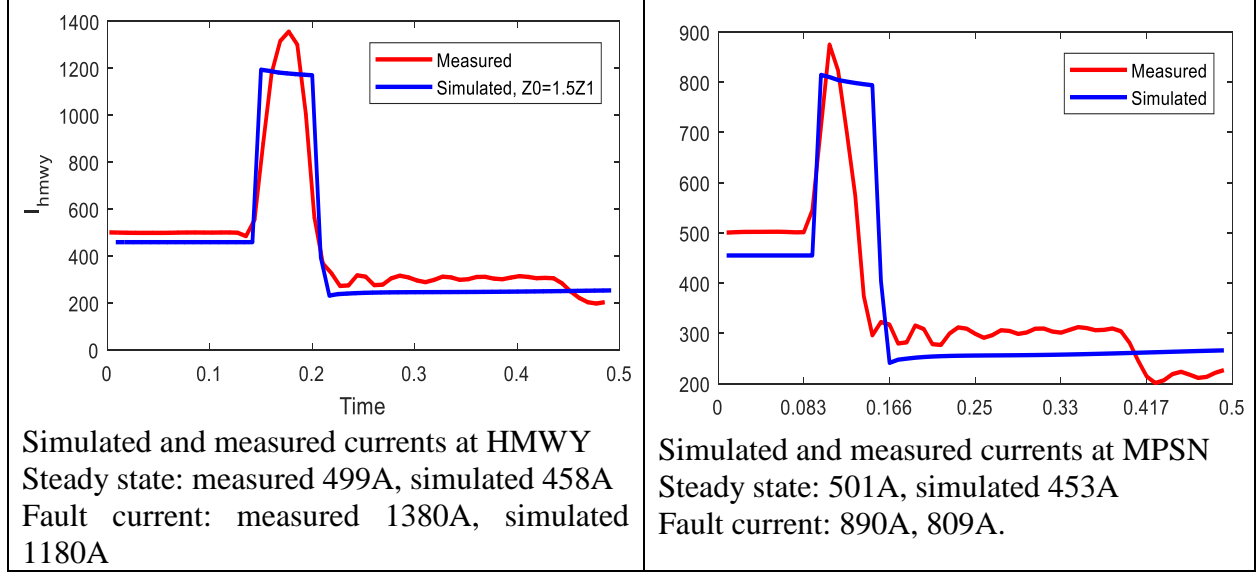 1400
1200
1000
800
600
400
200
0
I_hmwy
Measured
Simulated, Z0=1.5Z1
0 0.1 0.2 0.3 0.4 0.5
Time
Simulated and measured currents at HMWY
Steady state: measured 499A, simulated 458A
Fault current: measured 1380A, simulated
1180A
900
800
700
600
500
400
300
200
Measured
Simulated
0 0.083 0.166 0.25 0.33 0.417 0.5
Simulated and measured currents at MPSN
Steady state: 501A, simulated 453A
Fault current: 890A, 809A.